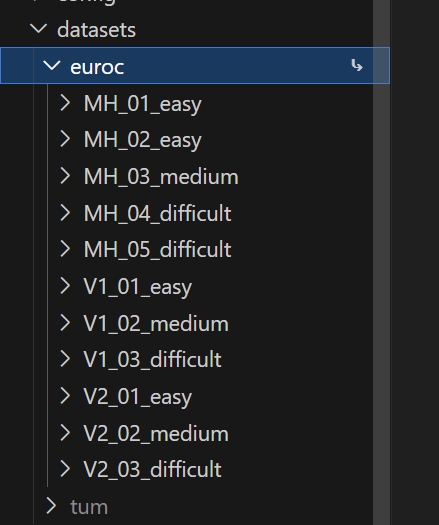 datasets
euroc
MH_01_easy
MH_02_easy
MH_03_medium
MH_04_difficult
MH_05_difficult
V1_01_easy
V1_02_medium
V1_03_difficult
V2_01_easy
V2_02_medium
V2_03_difficult
tum